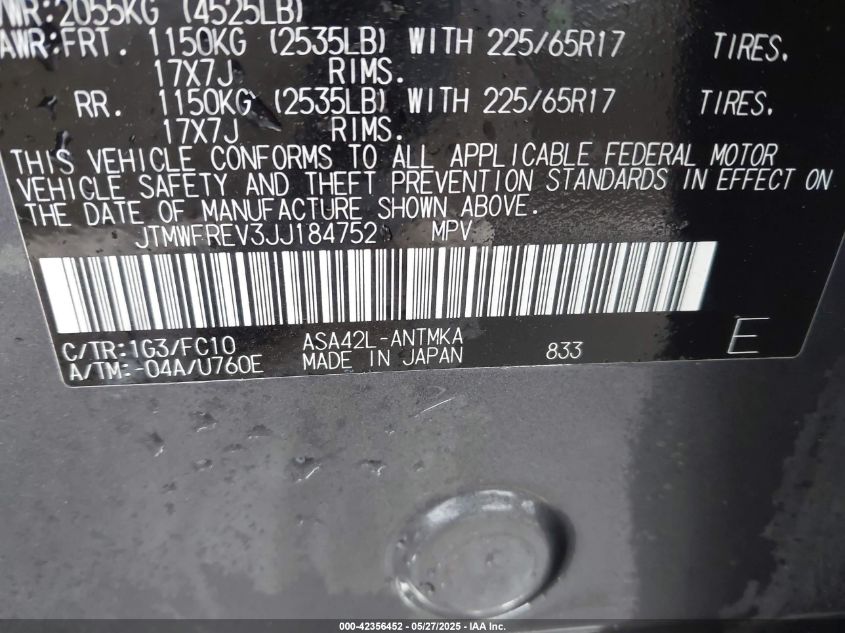 WR:2055KG (4525LB)
AWR:FRT. 1150KG (2535LB) WITH 225/65R17 TIRES.
17X7J RIMS.
RR. 1150KG (2535LB) WITH 225/65R17 TIRES.
17X7J RIMS.
THIS VEHICLE CONFORMS TO ALL APPLICABLE FEDERAL MOTOR
VEHICLE SAFETY AND THEFT PREVENTION STANDARDS IN EFFECT ON
THE DATE OF MANUFACTURE SHOWN ABOVE.
JTMWFREV3JJ184752 MPV
C/TR:1G3/FC10 ASA42L-ANTMKA
A/TM:-04A/U760E MADE IN JAPAN 833 E
000-42356452 - 05/27/2025 - IAA Inc.